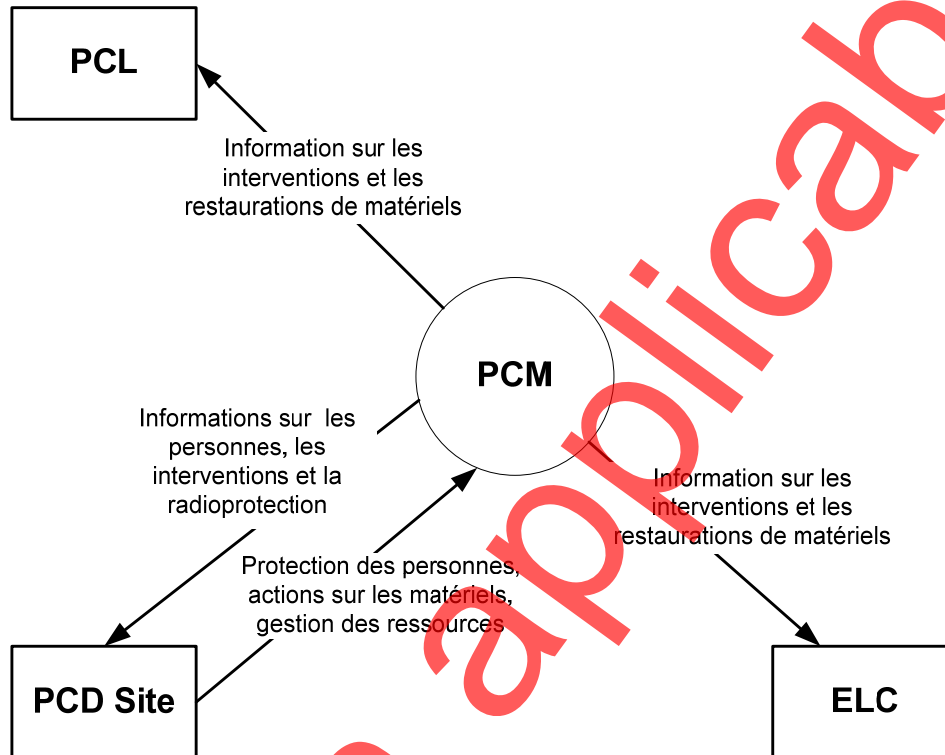 PCL
Information sur les
interventions et les
restaurations de matériels
PCM
Informations sur les
personnes, les
interventions et la
radioprotection
Information sur les
interventions et les
restaurations de matériels
Protection des personnes,
actions sur les matériels,
gestion des ressources
PCD Site
ELC